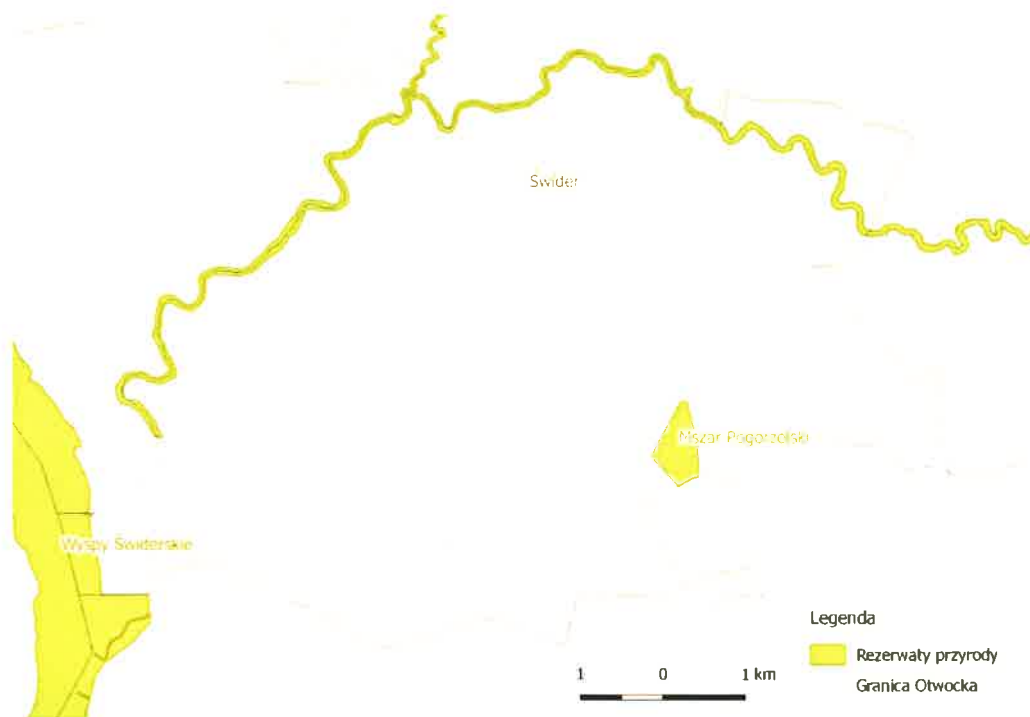 Świder
Mszar Pogorzelski
Wyspy Świderskie
Legenda
1 0 1 km
Rezerwaty przyrody
Granica Otwocka